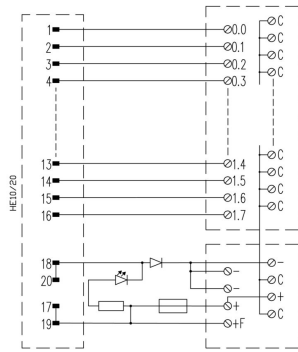 C
1 0.0 C
2 0.1 C
3 0.2 C
4 0.3 C
13 1.4 C
14 1.5 C
15 1.6 C
16 1.7 C
HE10/20
18 -
20 - C
- +
17 + C
19 +F